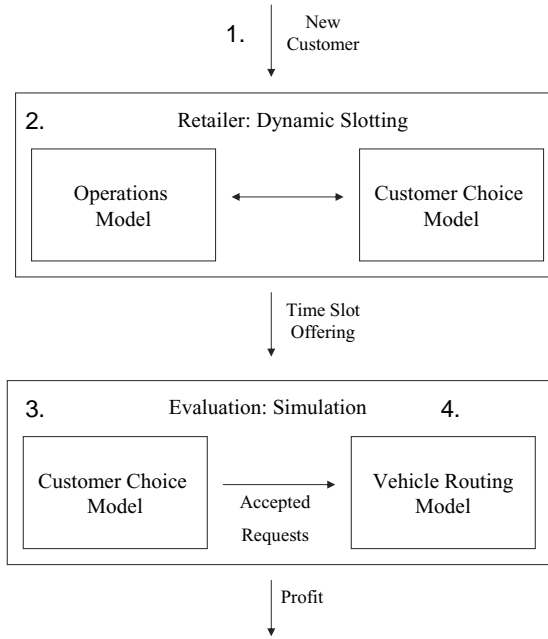 1.
New
Customer
2.
Retailer: Dynamic Slotting
Operations
Model
Customer Choice
Model
Time Slot
Offering
3.
Evaluation: Simulation
4.
Customer Choice
Model
Accepted
Requests
Vehicle Routing
Model
Profit